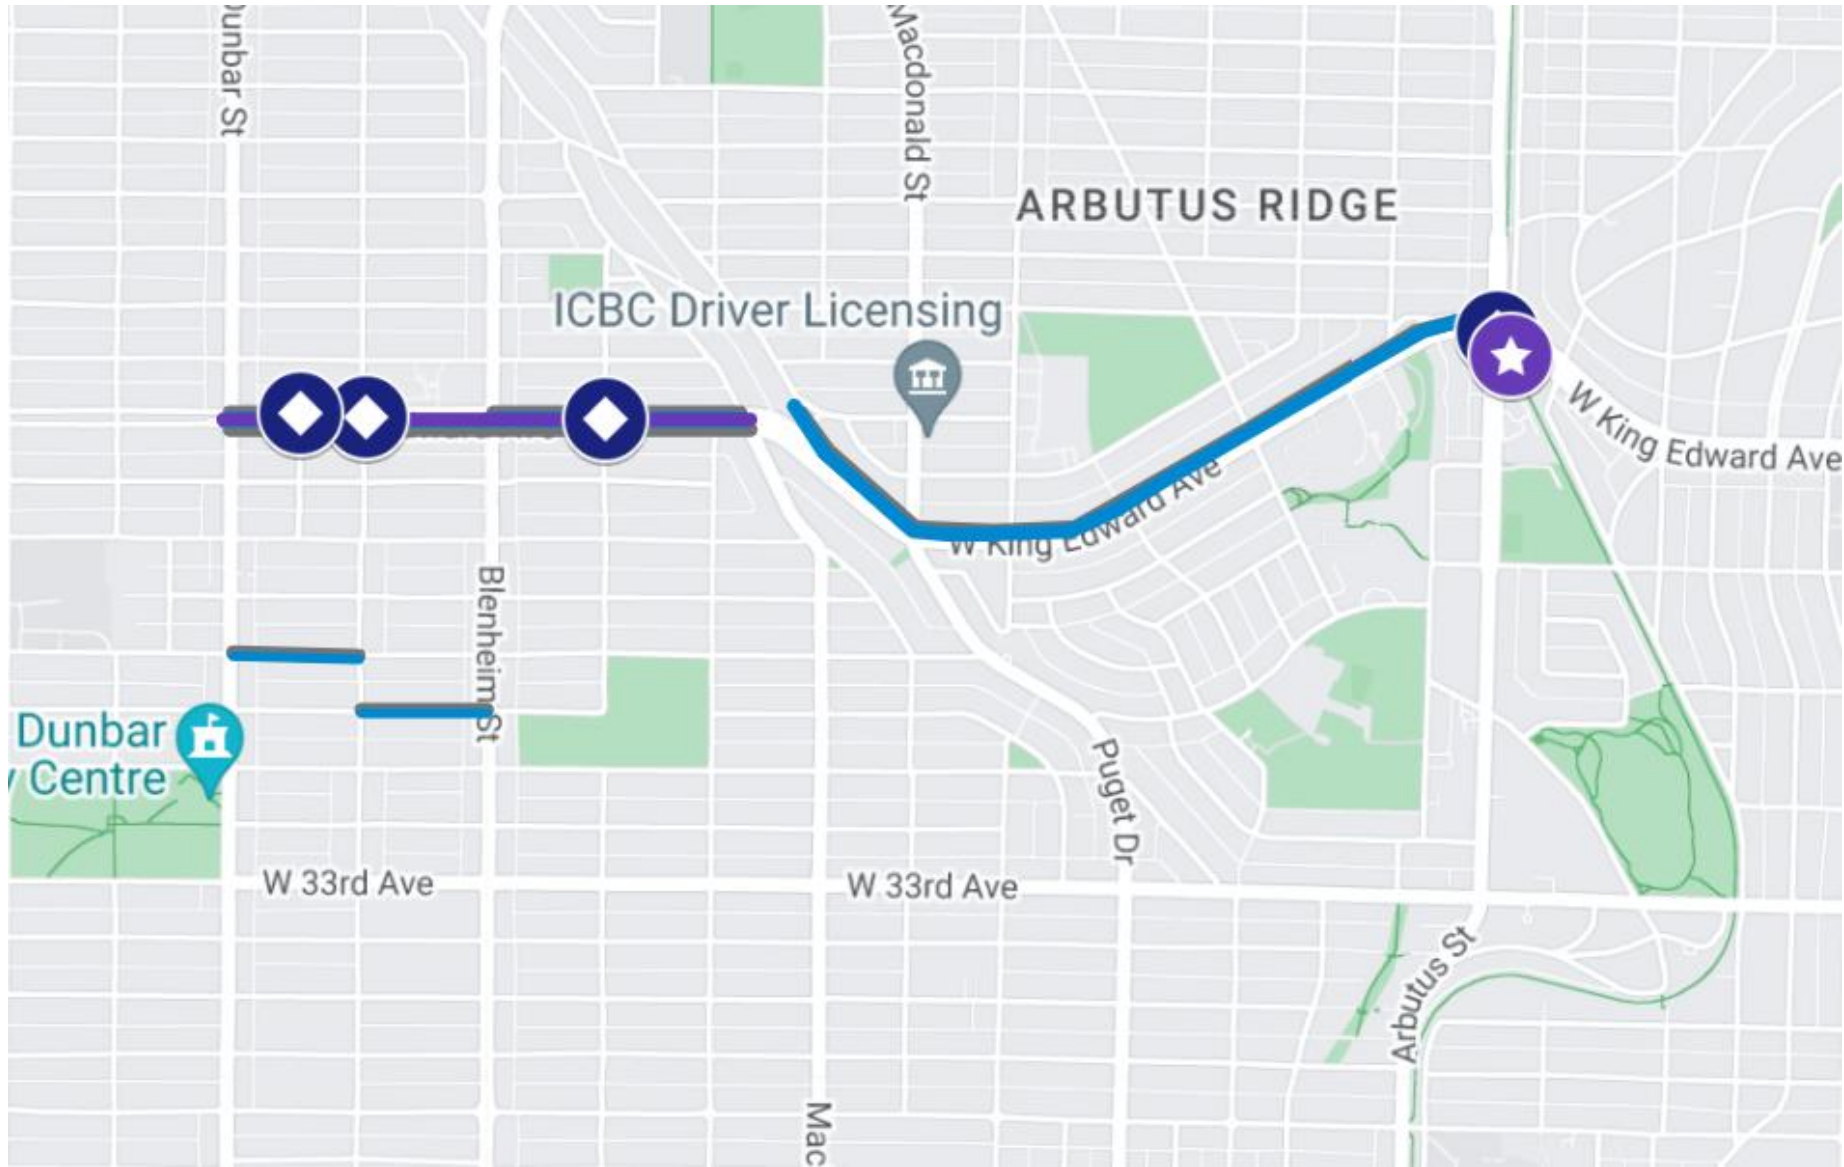 Dunbar St
Macdonald St
ARBUTUS RIDGE
ICBC Driver Licensing
W King Edward Ave
W King Edward Ave
Blenheim St
Dunbar
y Centre
Puget Dr
W 33rd Ave
W 33rd Ave
Arbutus St
Mac